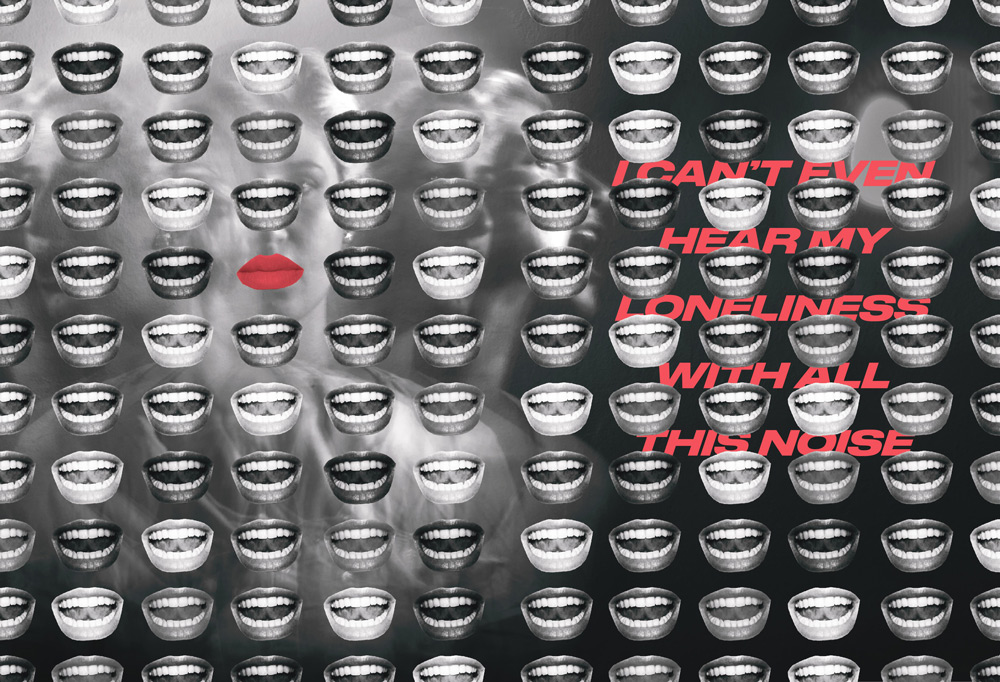 I CAN'T EVEN
HEAR MY
LONELINESS
WITH ALL
THIS NOISE